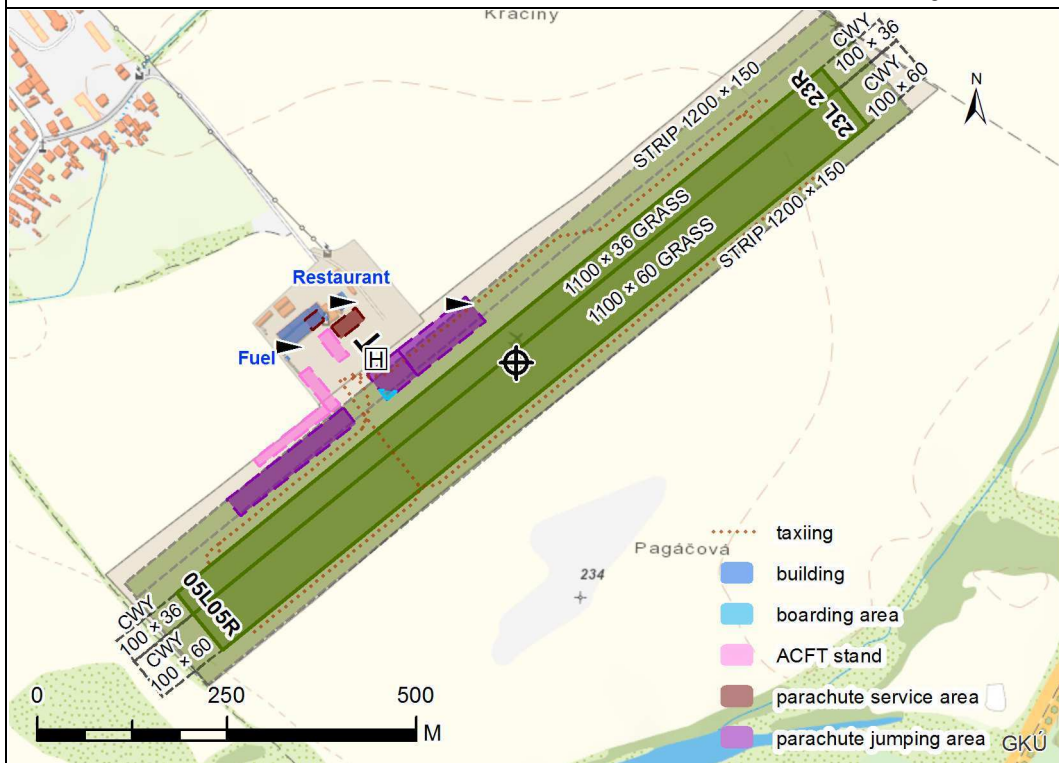 Kráciny
CWY
100 × 36
CWY
100 × 60
N
23L 23R
STRIP 1200 × 150
1100 × 36 GRASS
1100 × 60 GRASS
STRIP 1200 × 150
Restaurant
Fuel
H
05L05R
CWY
100 × 36
CWY
100 × 60
Pagáčová
234
taxiing
building
boarding area
ACFT stand
parachute service area
parachute jumping area
0 250 500
M
GKÚ